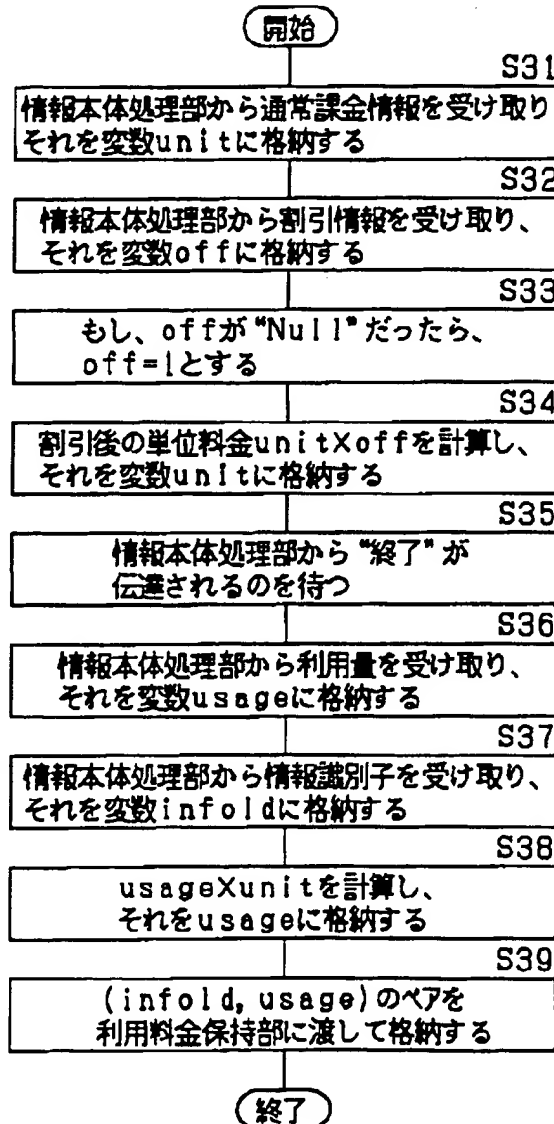 開始
S31
情報本体処理部から通常課金情報を受け取り
それを変数unitに格納する
S32
情報本体処理部から割引情報を受け取り、
それを変数offに格納する
S33
もし、offが"Null"だったら、
off=1とする
S34
割引後の単位料金unit×offを計算し、
それを変数unitに格納する
S35
情報本体処理部から"終了"が
伝達されるのを待つ
S36
情報本体処理部から利用量を受け取り、
それを変数usageに格納する
S37
情報本体処理部から情報識別子を受け取り、
それを変数infoIdに格納する
S38
usage×unitを計算し、
それをusageに格納する
S39
(infoId, usage)のペアを
利用料金保持部に渡して格納する
終了